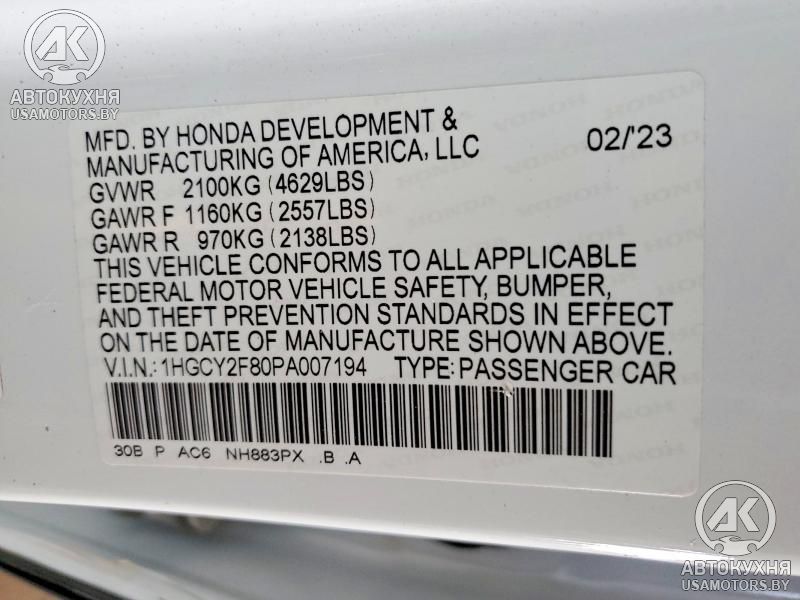 AK
АВТОКУХНЯ
USAMOTORS.BY
MFD. BY HONDA DEVELOPMENT &
MANUFACTURING OF AMERICA, LLC 02/'23
GVWR 2100KG (4629LBS)
GAWR F 1160KG (2557LBS)
GAWR R 970KG (2138LBS)
THIS VEHICLE CONFORMS TO ALL APPLICABLE
FEDERAL MOTOR VEHICLE SAFETY, BUMPER,
AND THEFT PREVENTION STANDARDS IN EFFECT
ON THE DATE OF MANUFACTURE SHOWN ABOVE.
V.I.N.: 1HGCY2F80PA007194 TYPE: PASSENGER CAR
30B P AC6 NH883PX .B .A
AK
АВТОКУХНЯ
USAMOTORS.BY